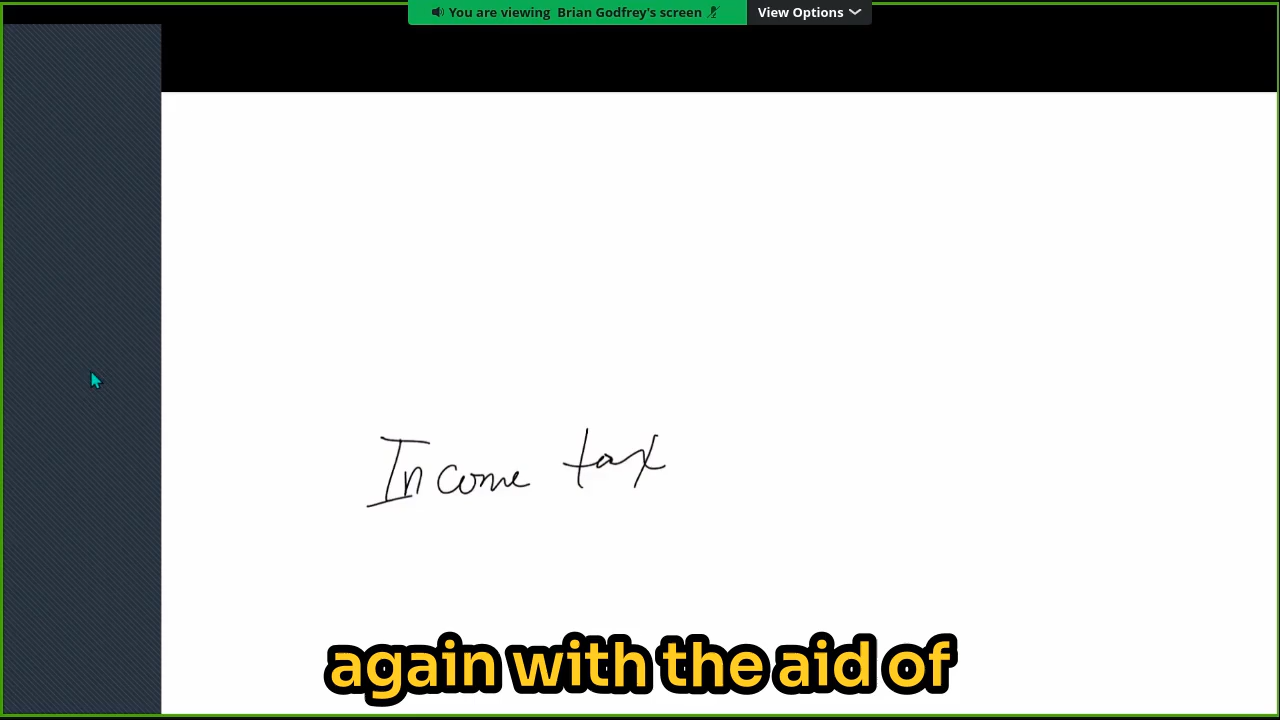 You are viewing Brian Godfrey's screen View Options
Income tax
again with the aid of